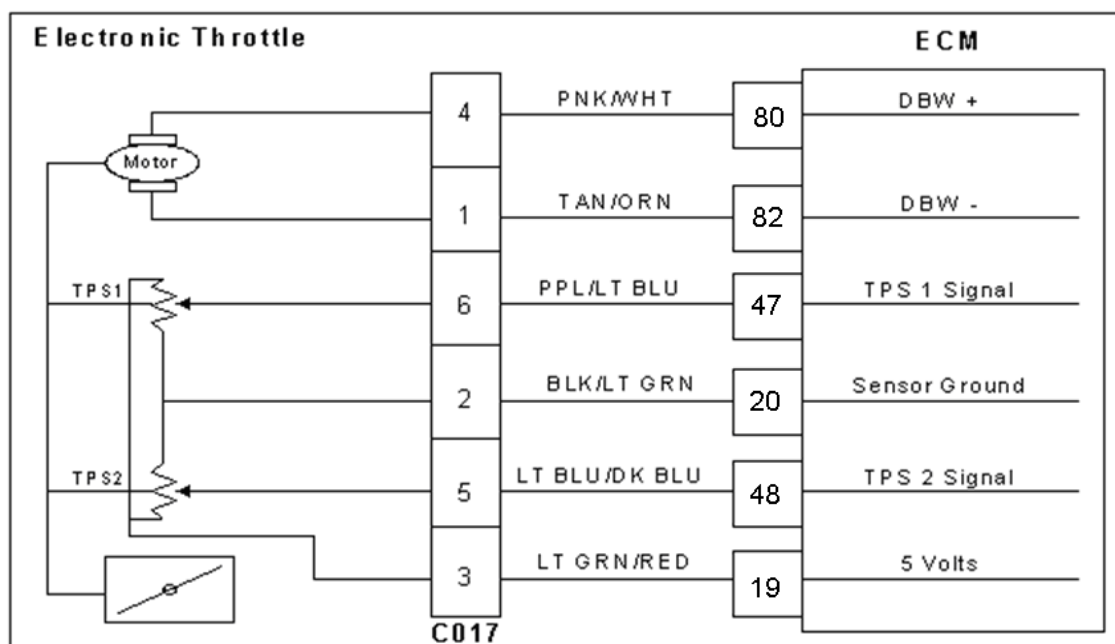 Electronic Throttle
ECM
4 PNK/WHT 80 DBW +
Motor
1 TAN/ORN 82 DBW -
TPS1 6 PPL/LT BLU 47 TPS 1 Signal
2 BLK/LT GRN 20 Sensor Ground
TPS2 5 LT BLU/DK BLU 48 TPS 2 Signal
3 LT GRN/RED 19 5 Volts
C017